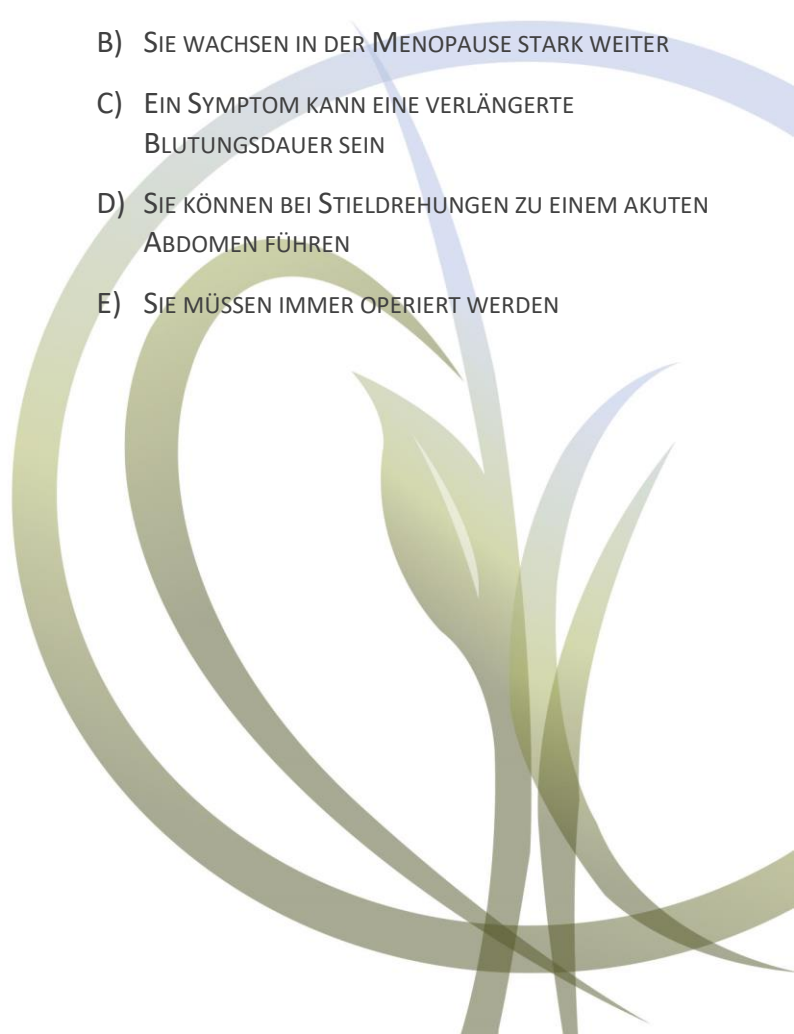 B) Sie wachsen in der Menopause stark weiter
C) Ein Symptom kann eine verlängerte
Blutungsdauer sein
D) Sie können bei Stieldrehungen zu einem akuten
Abdomen führen
E) Sie müssen immer operiert werden